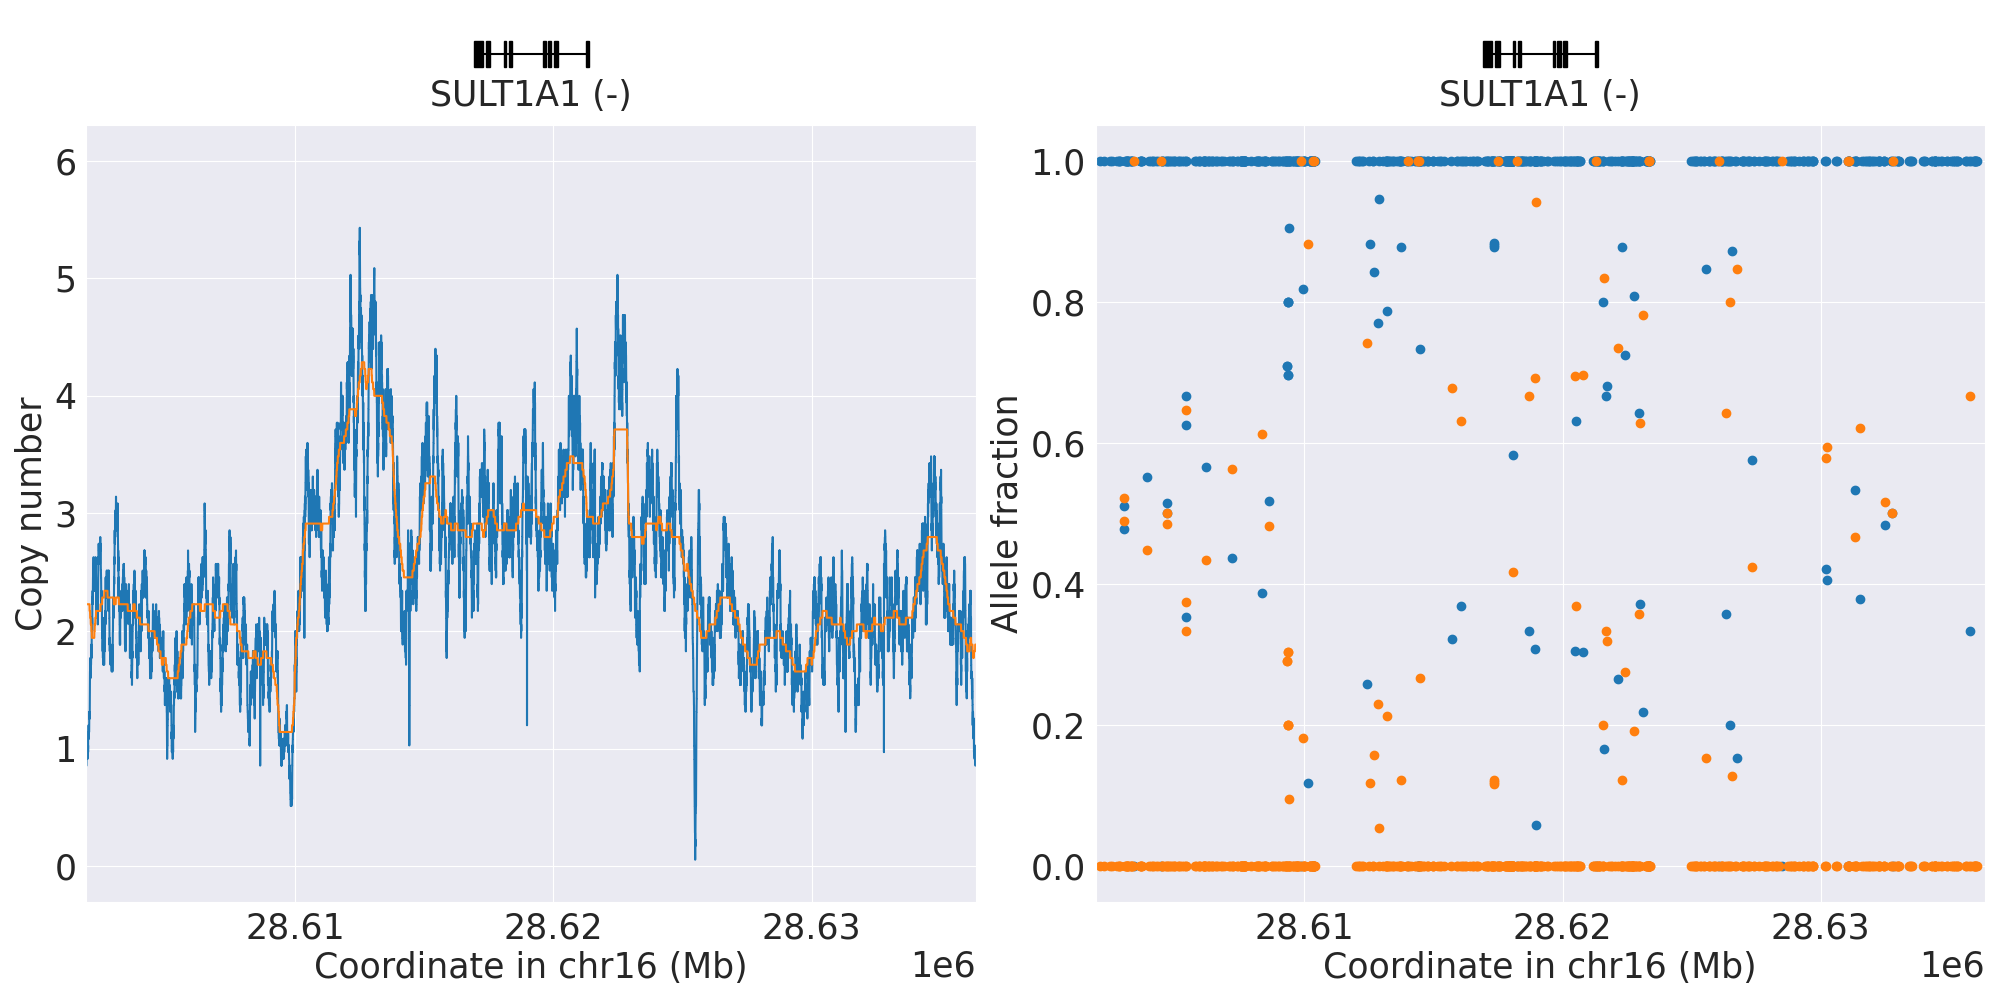 SULT1A1 (-)
6
5
4
3
2
1
0
Copy number
28.61
28.62
28.63
Coordinate in chr16 (Mb)
1e6
SULT1A1 (-)
1.0
0.8
0.6
0.4
0.2
0.0
Allele fraction
28.61
28.62
28.63
Coordinate in chr16 (Mb)
1e6